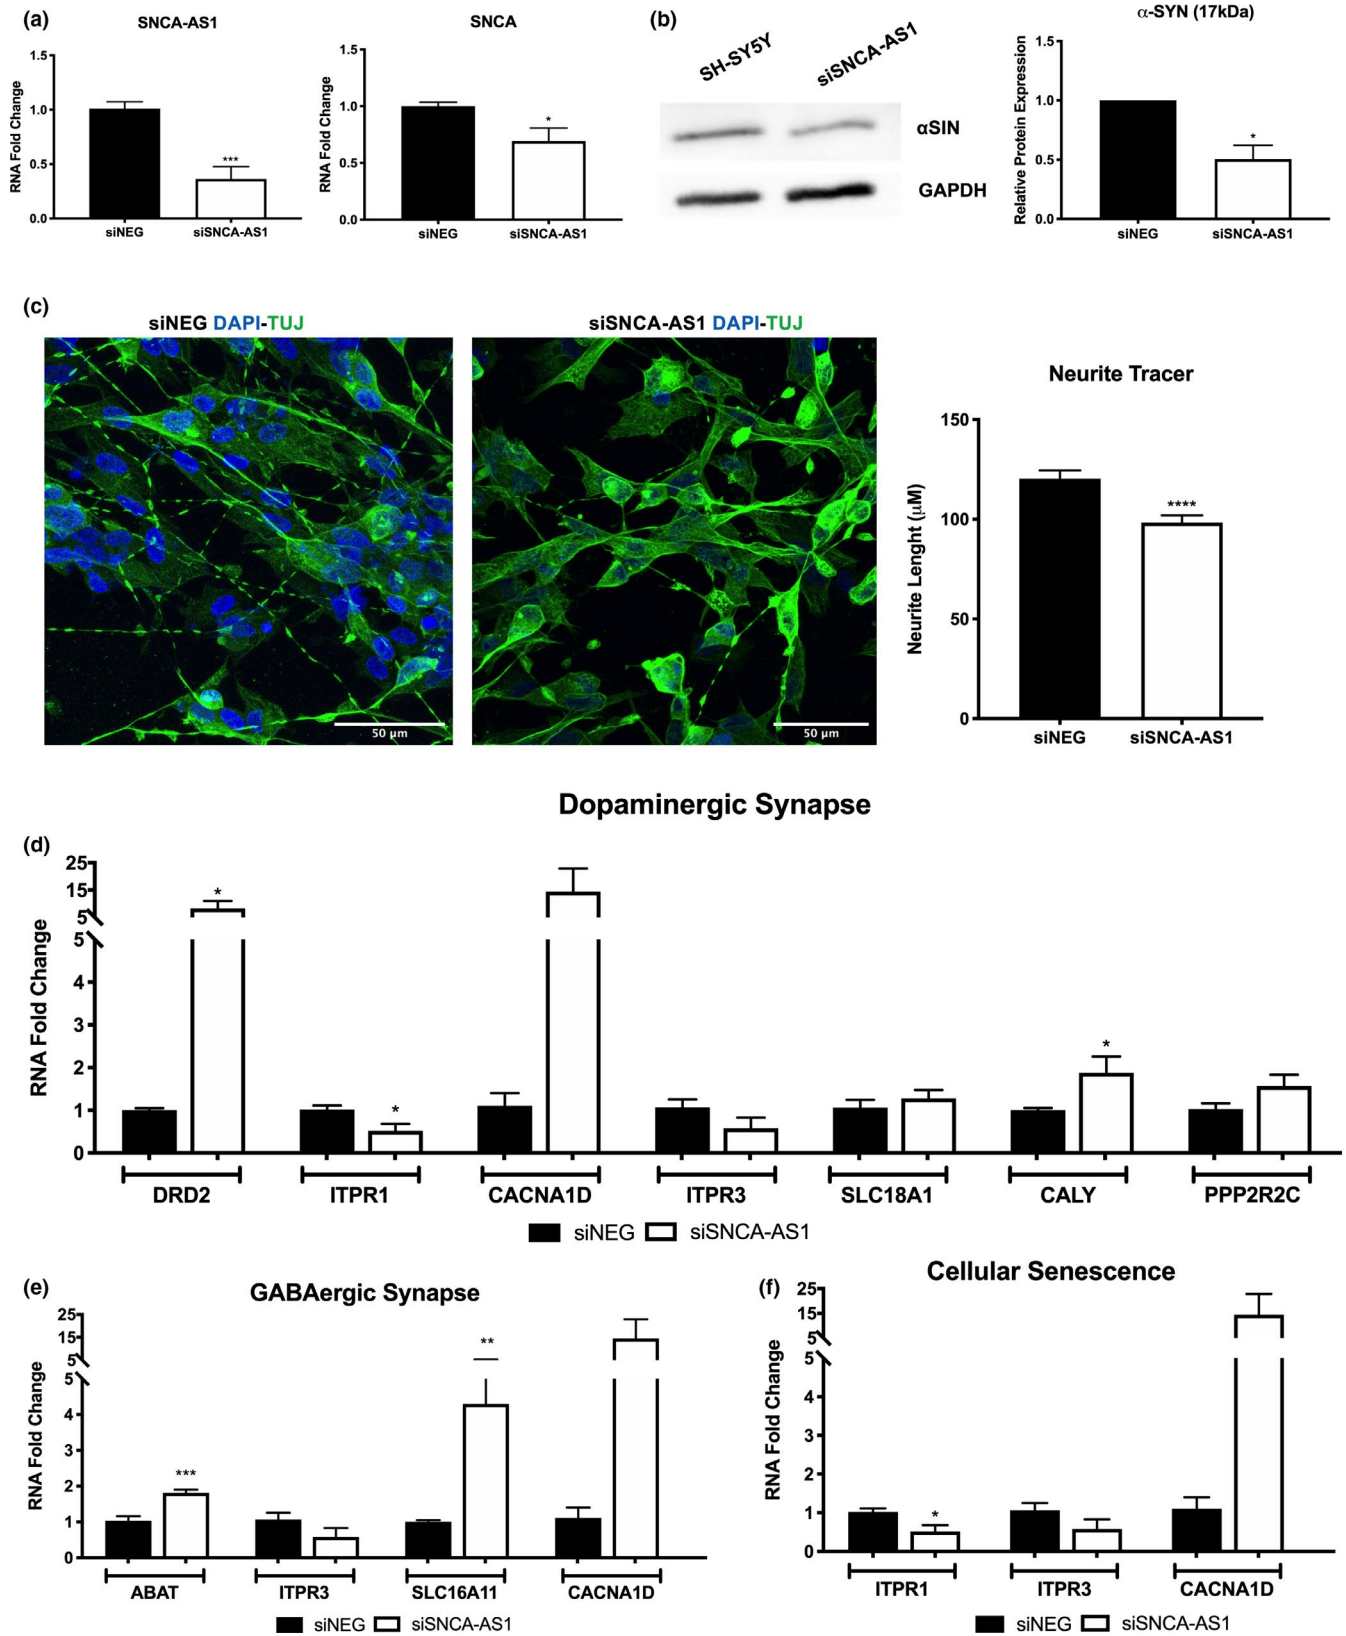 (a)
SNCA-AS1
RNA Fold Change
1.5
1.0
0.5
0.0
***
siNEG
siSNCA-AS1
SNCA
RNA Fold Change
1.5
1.0
0.5
0.0
*
siNEG
siSNCA-AS1
(b)
SH-SY5Y
siSNCA-AS1
αSIN
GAPDH
α-SYN (17kDa)
Relative Protein Expression
1.5
1.0
0.5
0.0
*
siNEG
siSNCA-AS1
(c)
siNEG DAPI-TUJ
50 μm
siSNCA-AS1 DAPI-TUJ
50 μm
Neurite Tracer
Neurite Lenght (μM)
150
100
50
0
****
siNEG
siSNCA-AS1
Dopaminergic Synapse
(d)
RNA Fold Change
25
15
5
5
4
3
2
1
0
*
*
*
DRD2
ITPR1
CACNA1D
ITPR3
SLC18A1
CALY
PPP2R2C
siNEG
siSNCA-AS1
(e)
GABAergic Synapse
RNA Fold Change
25
15
5
5
4
3
2
1
0
***
**
ABAT
ITPR3
SLC16A11
CACNA1D
siNEG
siSNCA-AS1
(f)
Cellular Senescence
RNA Fold Change
25
15
5
5
4
3
2
1
0
*
ITPR1
ITPR3
CACNA1D
siNEG
siSNCA-AS1